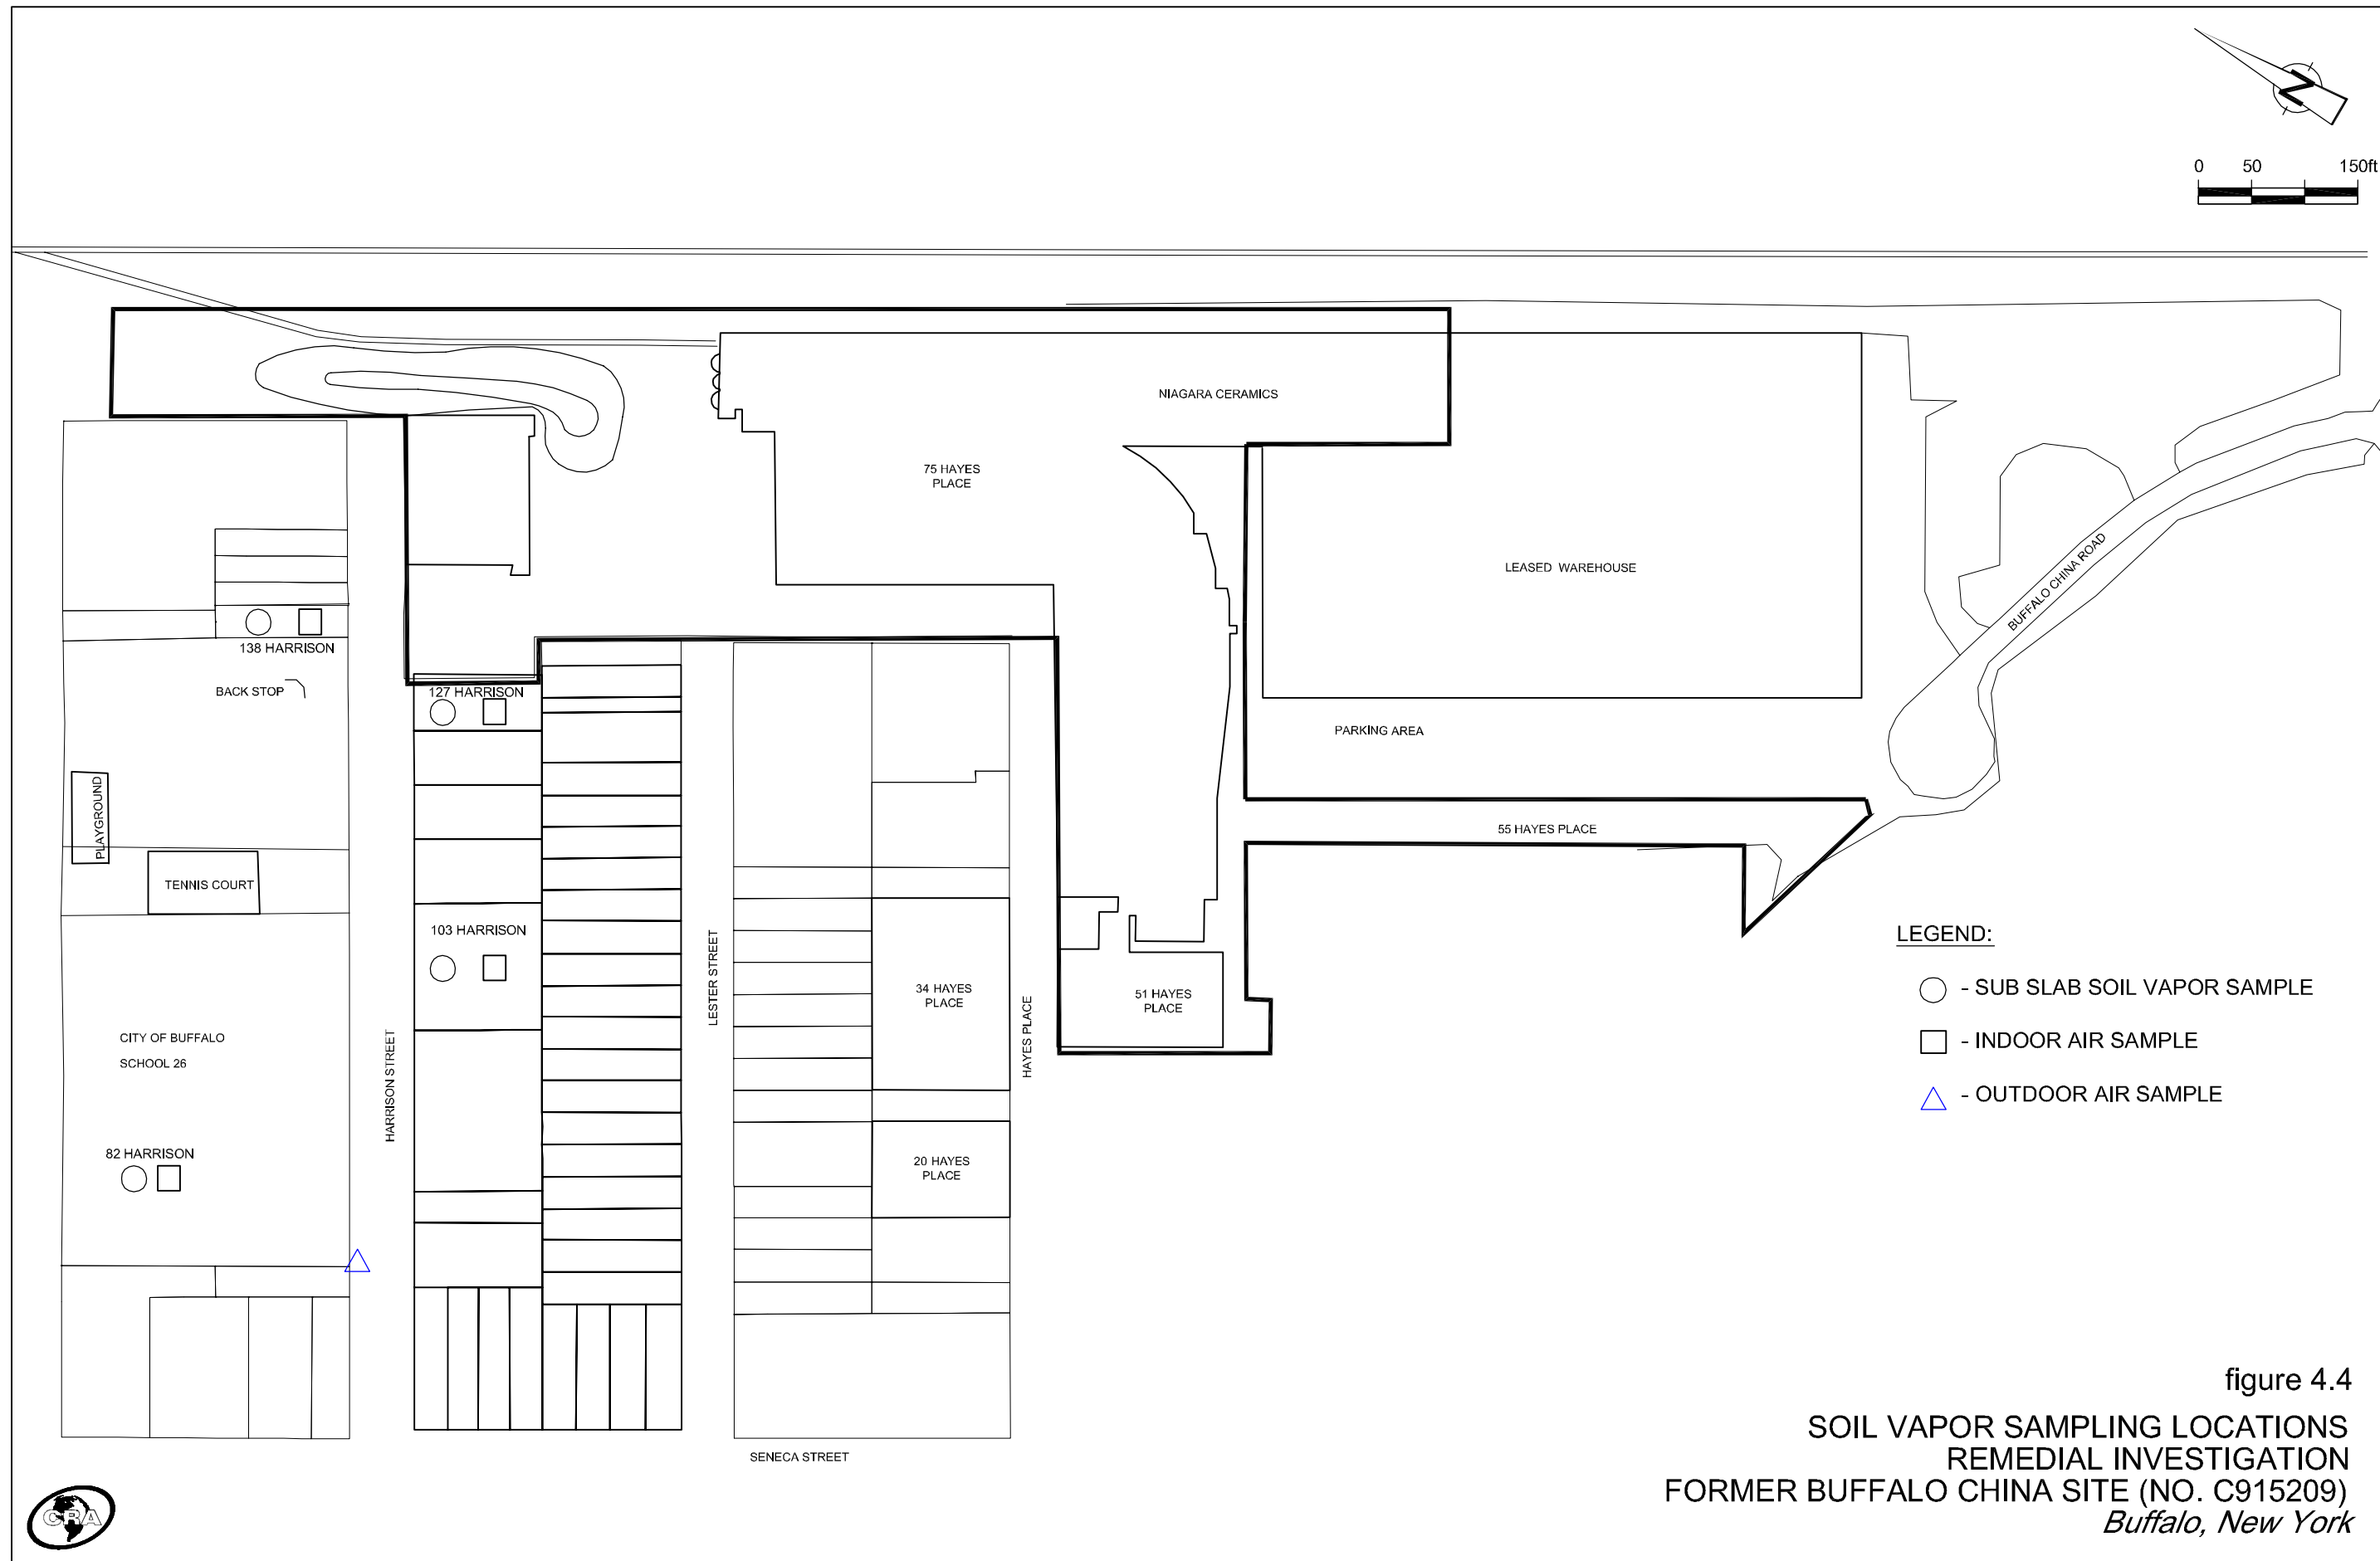 N
0 50 150ft
NIAGARA CERAMICS
75 HAYES
PLACE
LEASED WAREHOUSE
BUFFALO CHINA ROAD
138 HARRISON
BACK STOP
127 HARRISON
PARKING AREA
PLAYGROUND
55 HAYES PLACE
TENNIS COURT
103 HARRISON
LESTER STREET
34 HAYES
PLACE
HAYES PLACE
51 HAYES
PLACE
CITY OF BUFFALO
SCHOOL 26
HARRISON STREET
82 HARRISON
20 HAYES
PLACE
SENECA STREET
LEGEND:
- SUB SLAB SOIL VAPOR SAMPLE
- INDOOR AIR SAMPLE
- OUTDOOR AIR SAMPLE
figure 4.4
SOIL VAPOR SAMPLING LOCATIONS
REMEDIAL INVESTIGATION
FORMER BUFFALO CHINA SITE (NO. C915209)
Buffalo, New York
CRA